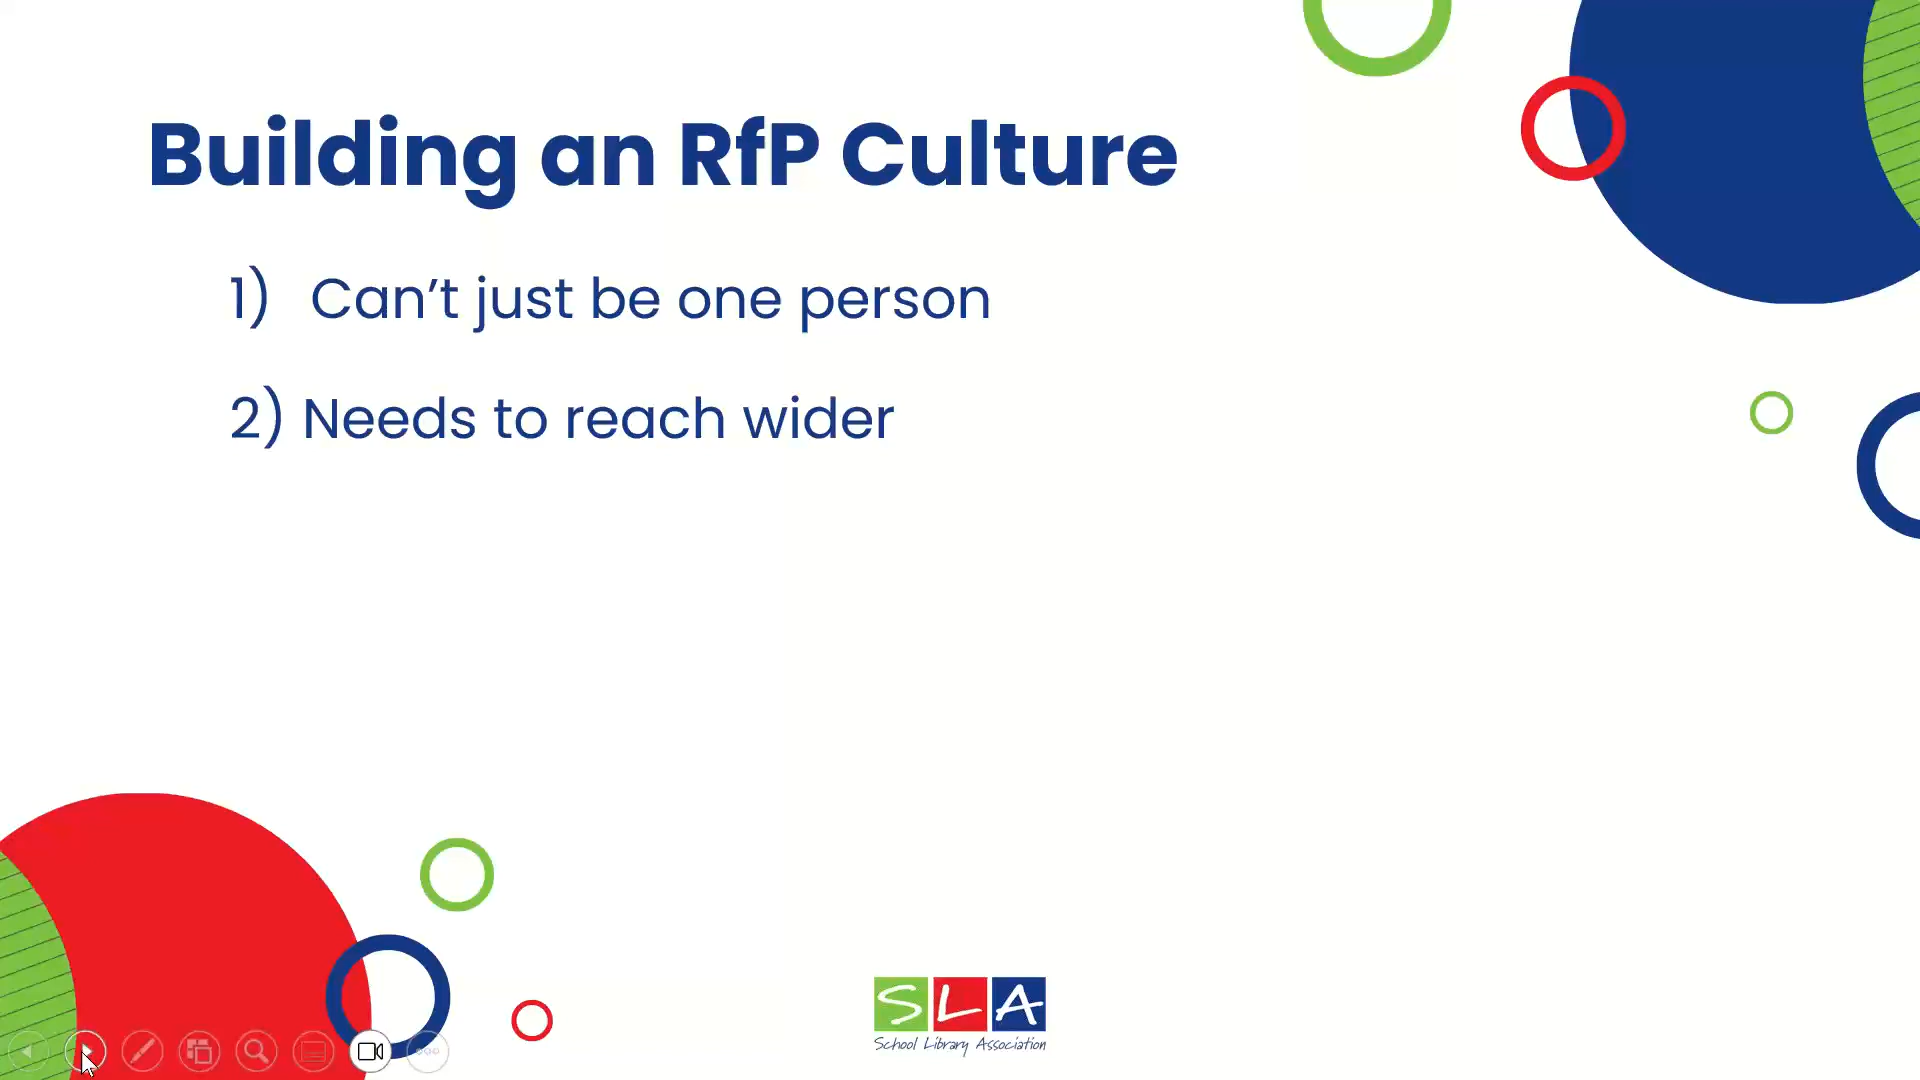 Building an RfP Culture
1) Can’t just be one person
2) Needs to reach wider
SLA
School Library Association